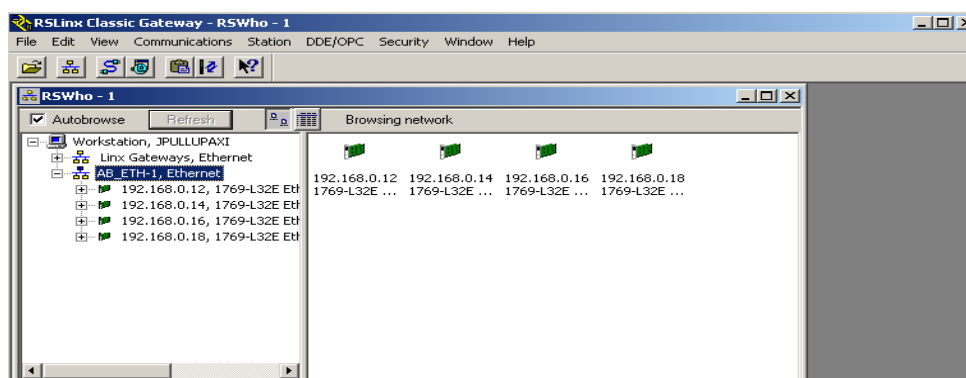 RSLinx Classic Gateway - RSWho - 1
File Edit View Communications Station DDE/OPC Security Window Help
RSWho - 1
Autobrowse Refresh Browsing network
Workstation, JPULLUPAXI
Linx Gateways, Ethernet
AB_ETH-1, Ethernet
192.168.0.12, 1769-L32E Eth
192.168.0.14, 1769-L32E Eth
192.168.0.16, 1769-L32E Eth
192.168.0.18, 1769-L32E Eth
192.168.0.12 192.168.0.14 192.168.0.16 192.168.0.18
1769-L32E ... 1769-L32E ... 1769-L32E ... 1769-L32E ...